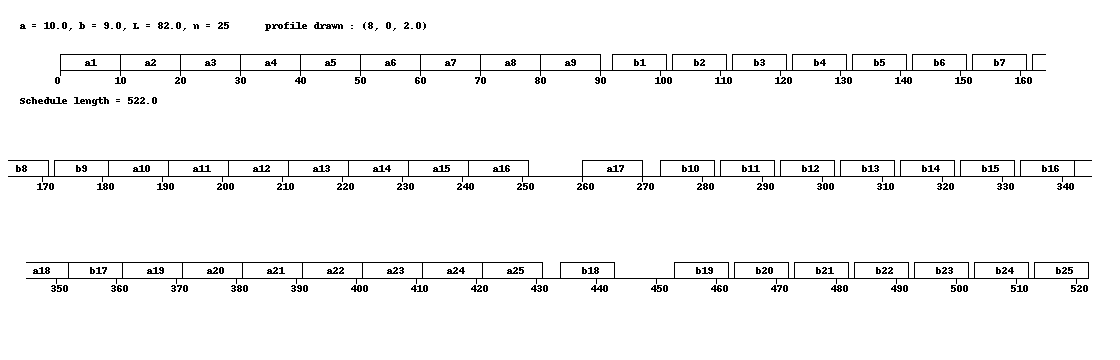 a = 10.0, b = 9.0, L = 82.0, n = 25 profile drawn : (8, 0, 2.0)
a1 a2 a3 a4 a5 a6 a7 a8 a9 b1 b2 b3 b4 b5 b6 b7
0 10 20 30 40 50 60 70 80 90 100 110 120 130 140 150 160
Schedule length = 522.0
b8 b9 a10 a11 a12 a13 a14 a15 a16 a17 b10 b11 b12 b13 b14 b15 b16
170 180 190 200 210 220 230 240 250 260 270 280 290 300 310 320 330 340
a18 b17 a19 a20 a21 a22 a23 a24 a25 b18 b19 b20 b21 b22 b23 b24 b25
350 360 370 380 390 400 410 420 430 440 450 460 470 480 490 500 510 520